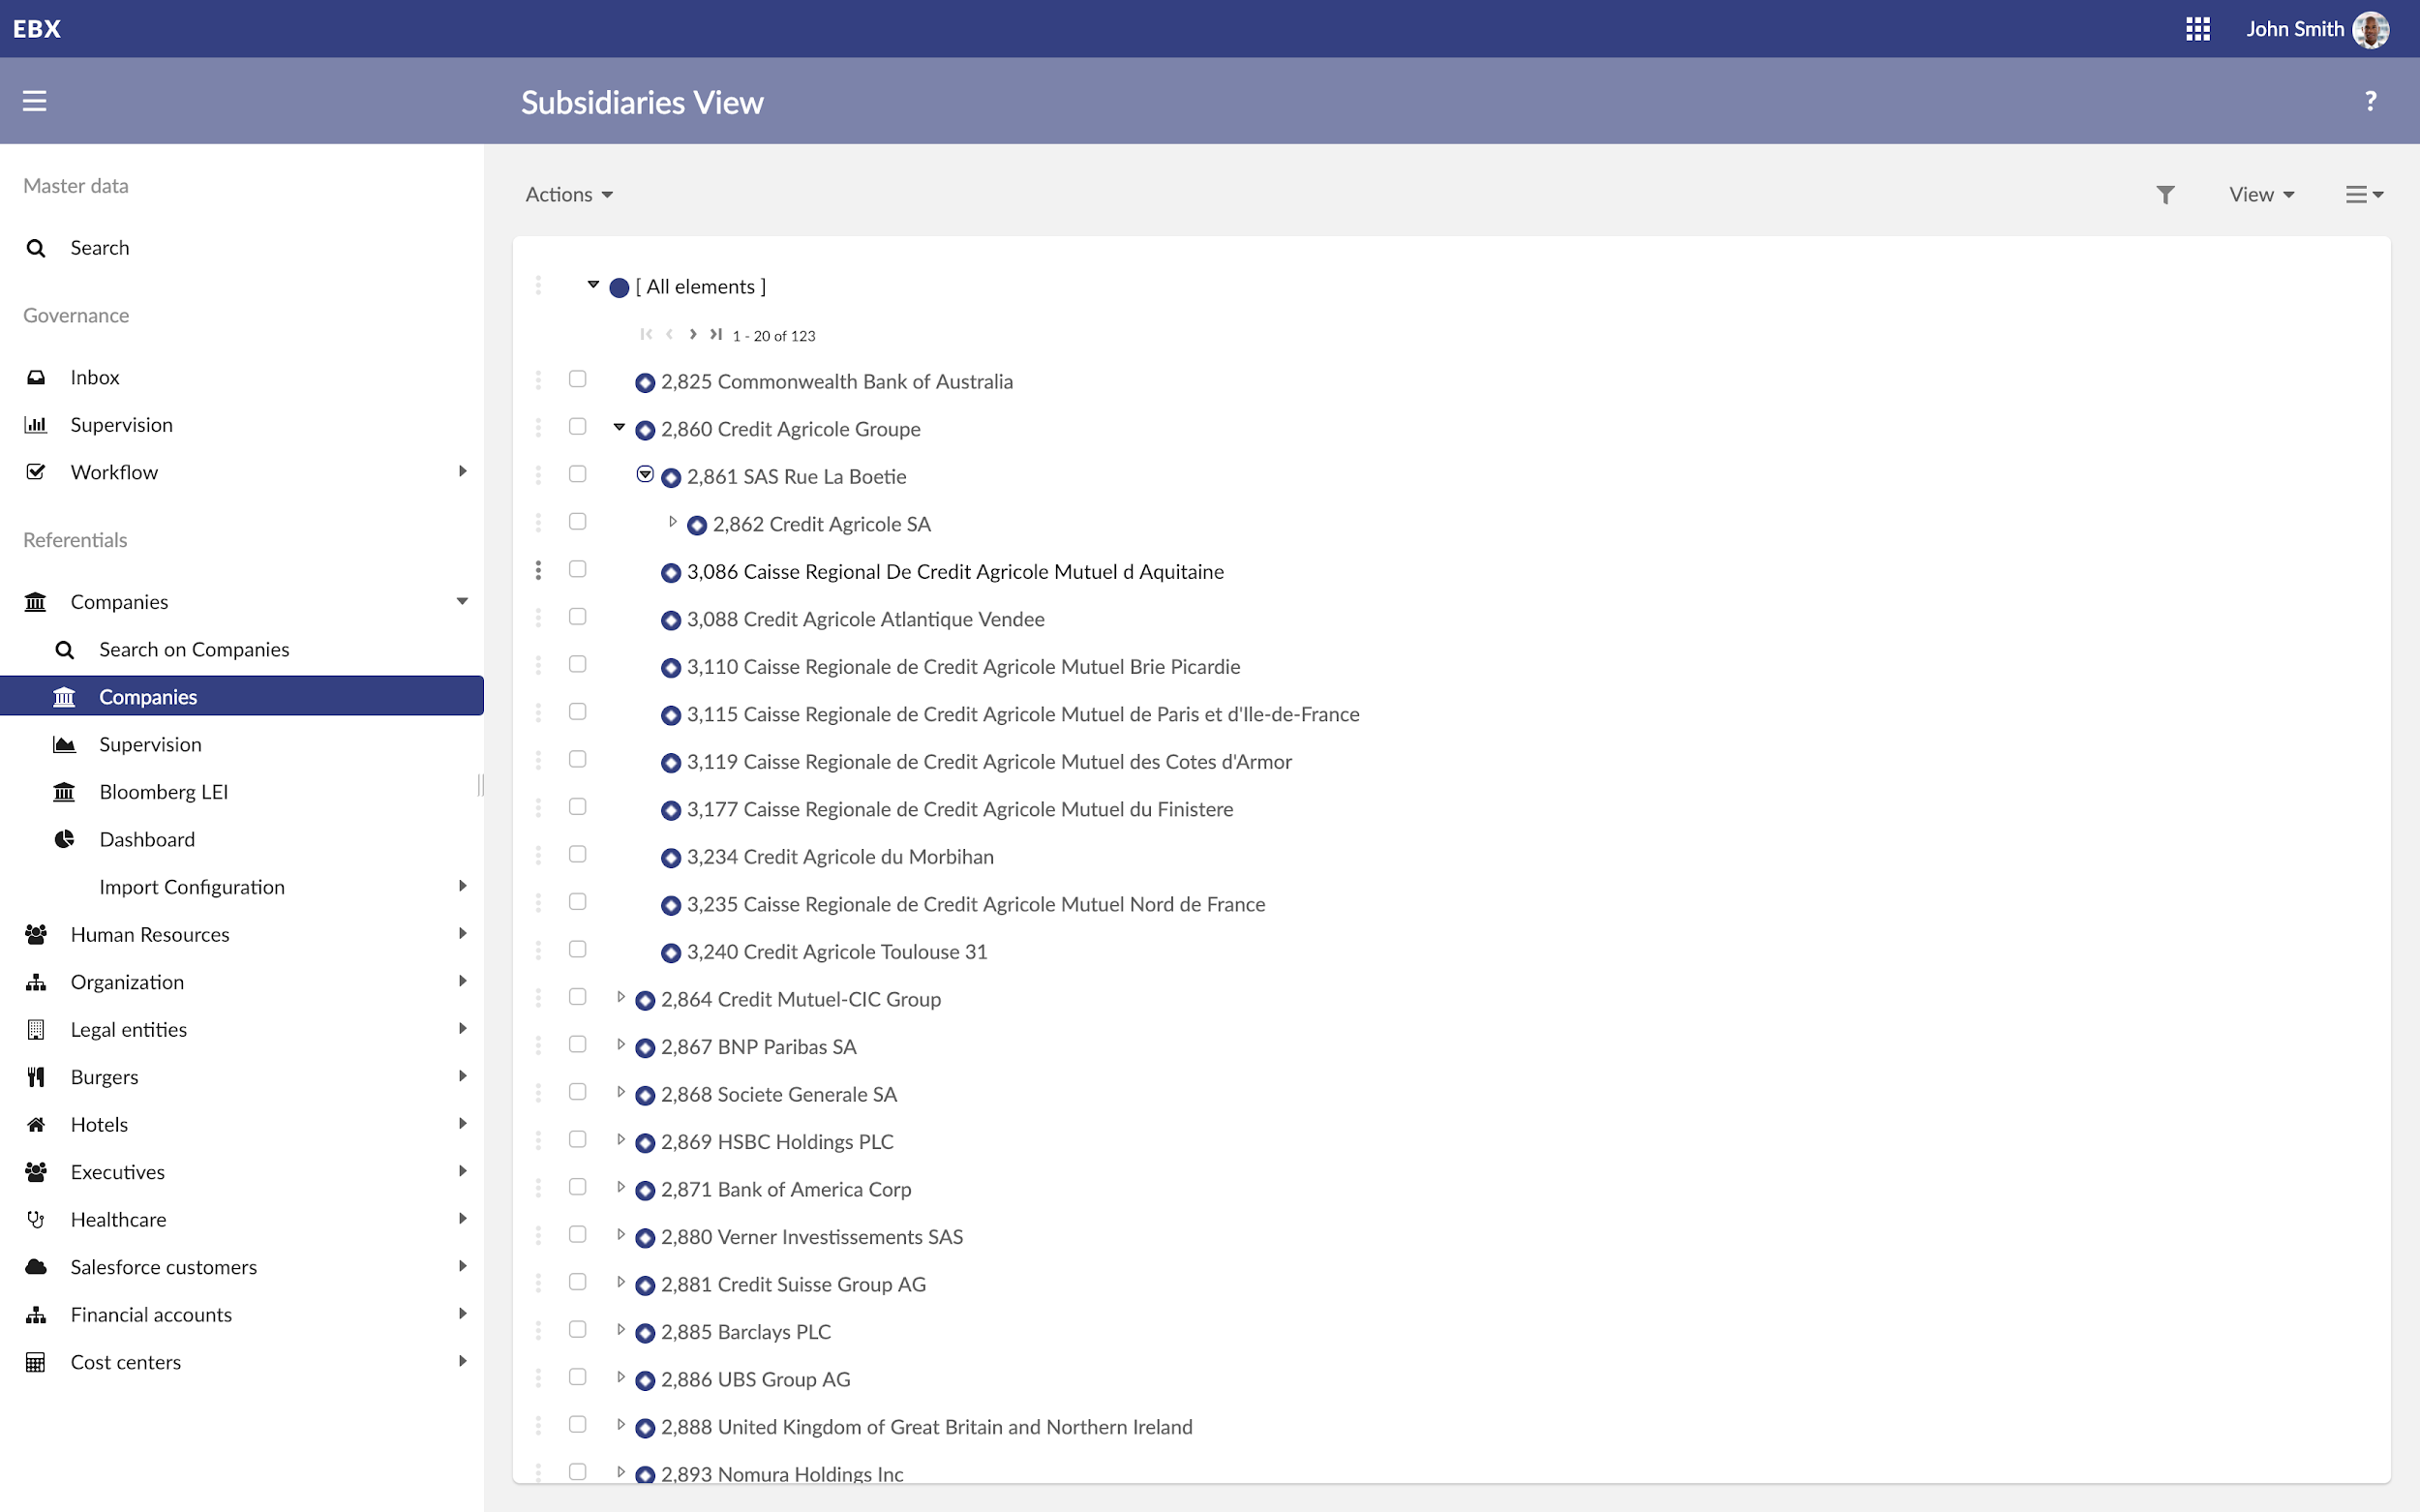 EBX
John Smith
Subsidiaries View
?
Master data
Search
Governance
Inbox
Supervision
Workflow
Referentials
Companies
Search on Companies
Companies
Supervision
Bloomberg LEI
Dashboard
Import Configuration
Human Resources
Organization
Legal entities
Burgers
Hotels
Executives
Healthcare
Salesforce customers
Financial accounts
Cost centers
Actions
View
[ All elements ]
1 - 20 of 123
2,825 Commonwealth Bank of Australia
2,860 Credit Agricole Groupe
2,861 SAS Rue La Boetie
2,862 Credit Agricole SA
3,086 Caisse Regional De Credit Agricole Mutuel d Aquitaine
3,088 Credit Agricole Atlantique Vendee
3,110 Caisse Regionale de Credit Agricole Mutuel Brie Picardie
3,115 Caisse Regionale de Credit Agricole Mutuel de Paris et d'Ile-de-France
3,119 Caisse Regionale de Credit Agricole Mutuel des Cotes d'Armor
3,177 Caisse Regionale de Credit Agricole Mutuel du Finistere
3,234 Credit Agricole du Morbihan
3,235 Caisse Regionale de Credit Agricole Mutuel Nord de France
3,240 Credit Agricole Toulouse 31
2,864 Credit Mutuel-CIC Group
2,867 BNP Paribas SA
2,868 Societe Generale SA
2,869 HSBC Holdings PLC
2,871 Bank of America Corp
2,880 Verner Investissements SAS
2,881 Credit Suisse Group AG
2,885 Barclays PLC
2,886 UBS Group AG
2,888 United Kingdom of Great Britain and Northern Ireland
2,893 Nomura Holdings Inc